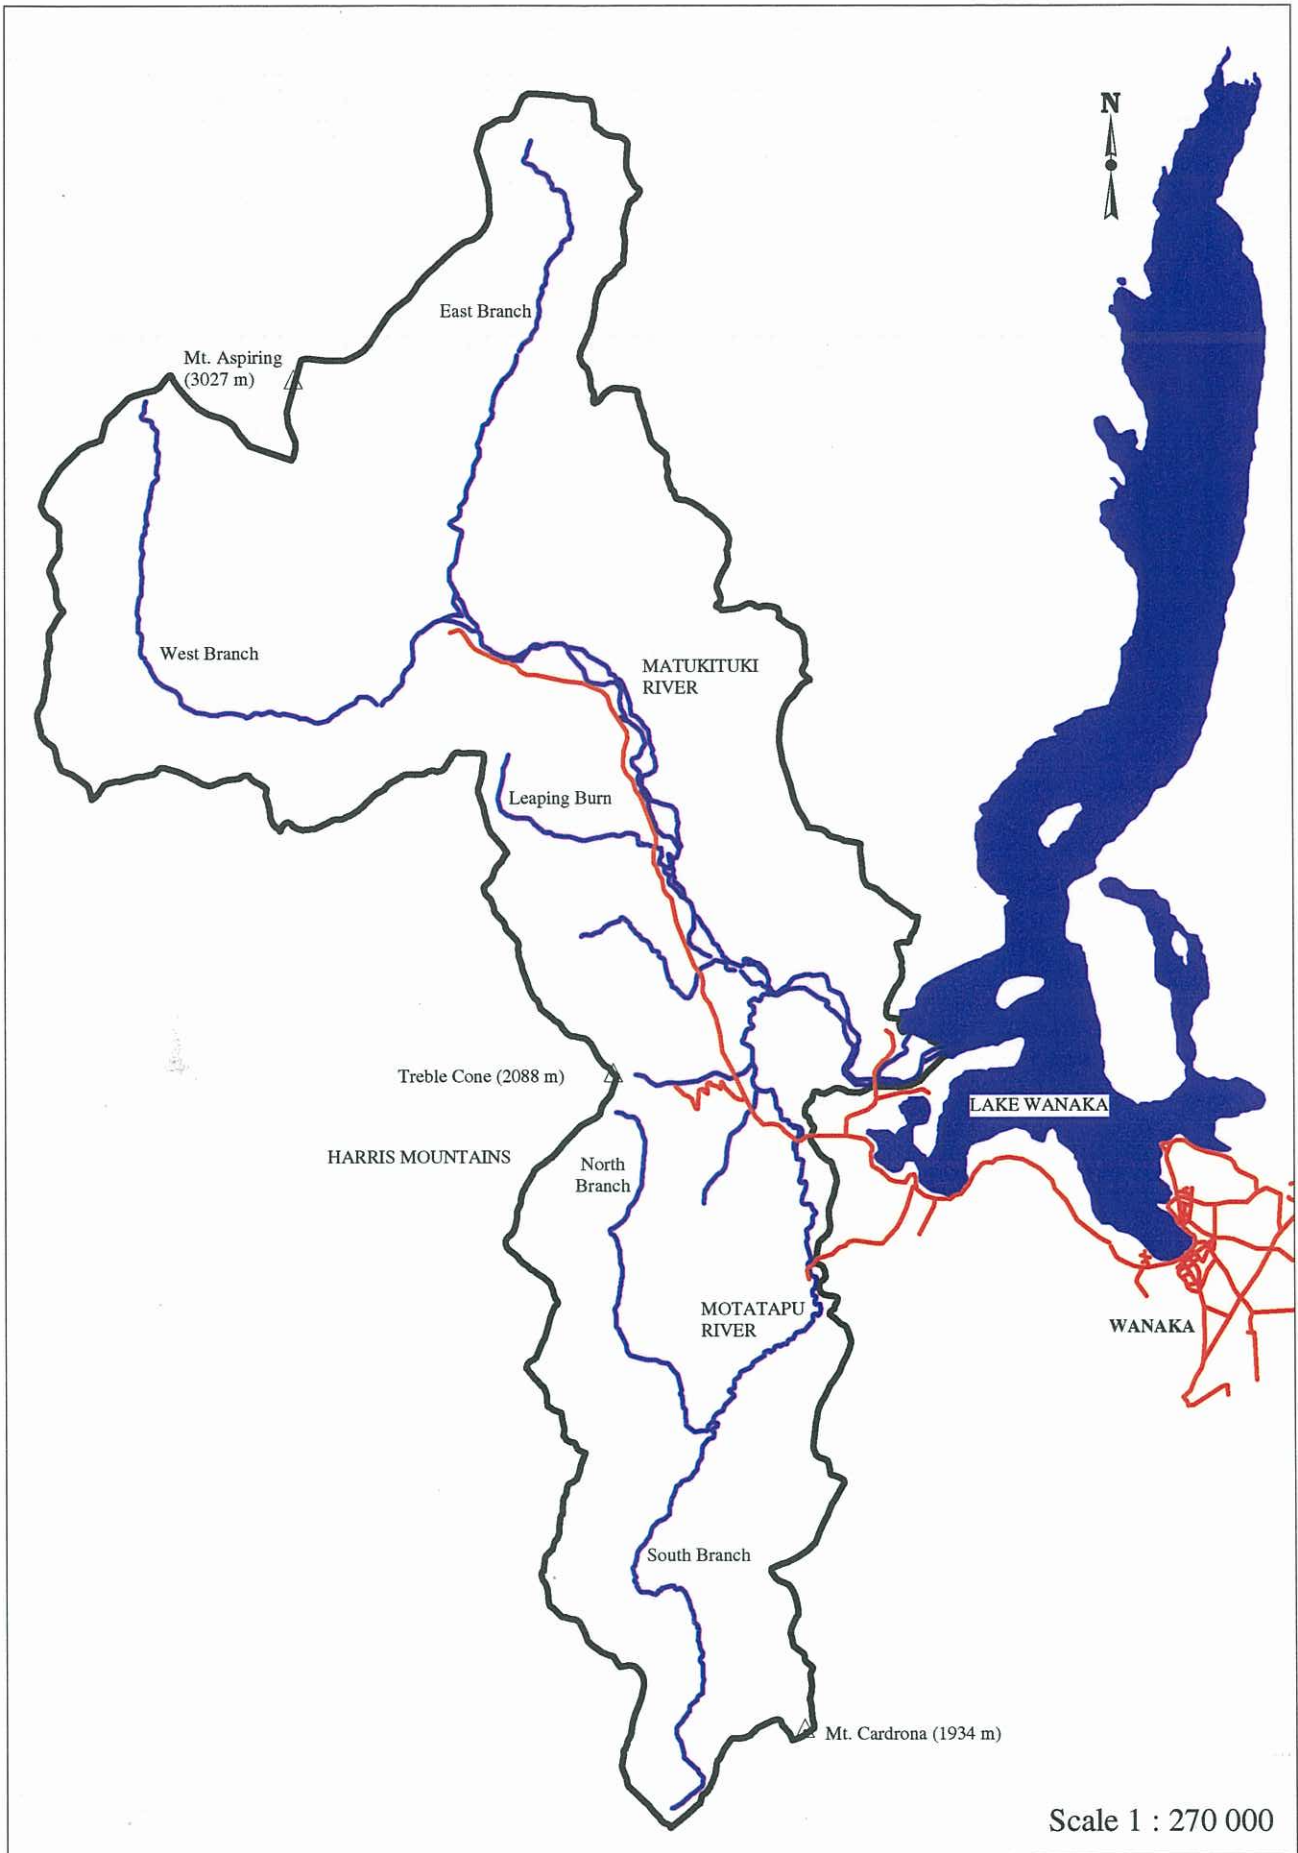 N
East Branch
Mt. Aspiring
(3027 m)
West Branch
MATUKITUKI
RIVER
Leaping Burn
Treble Cone (2088 m)
LAKE WANAKA
HARRIS MOUNTAINS
North
Branch
MOTATAPU
RIVER
WANAKA
South Branch
Mt. Cardrona (1934 m)
Scale 1 : 270 000